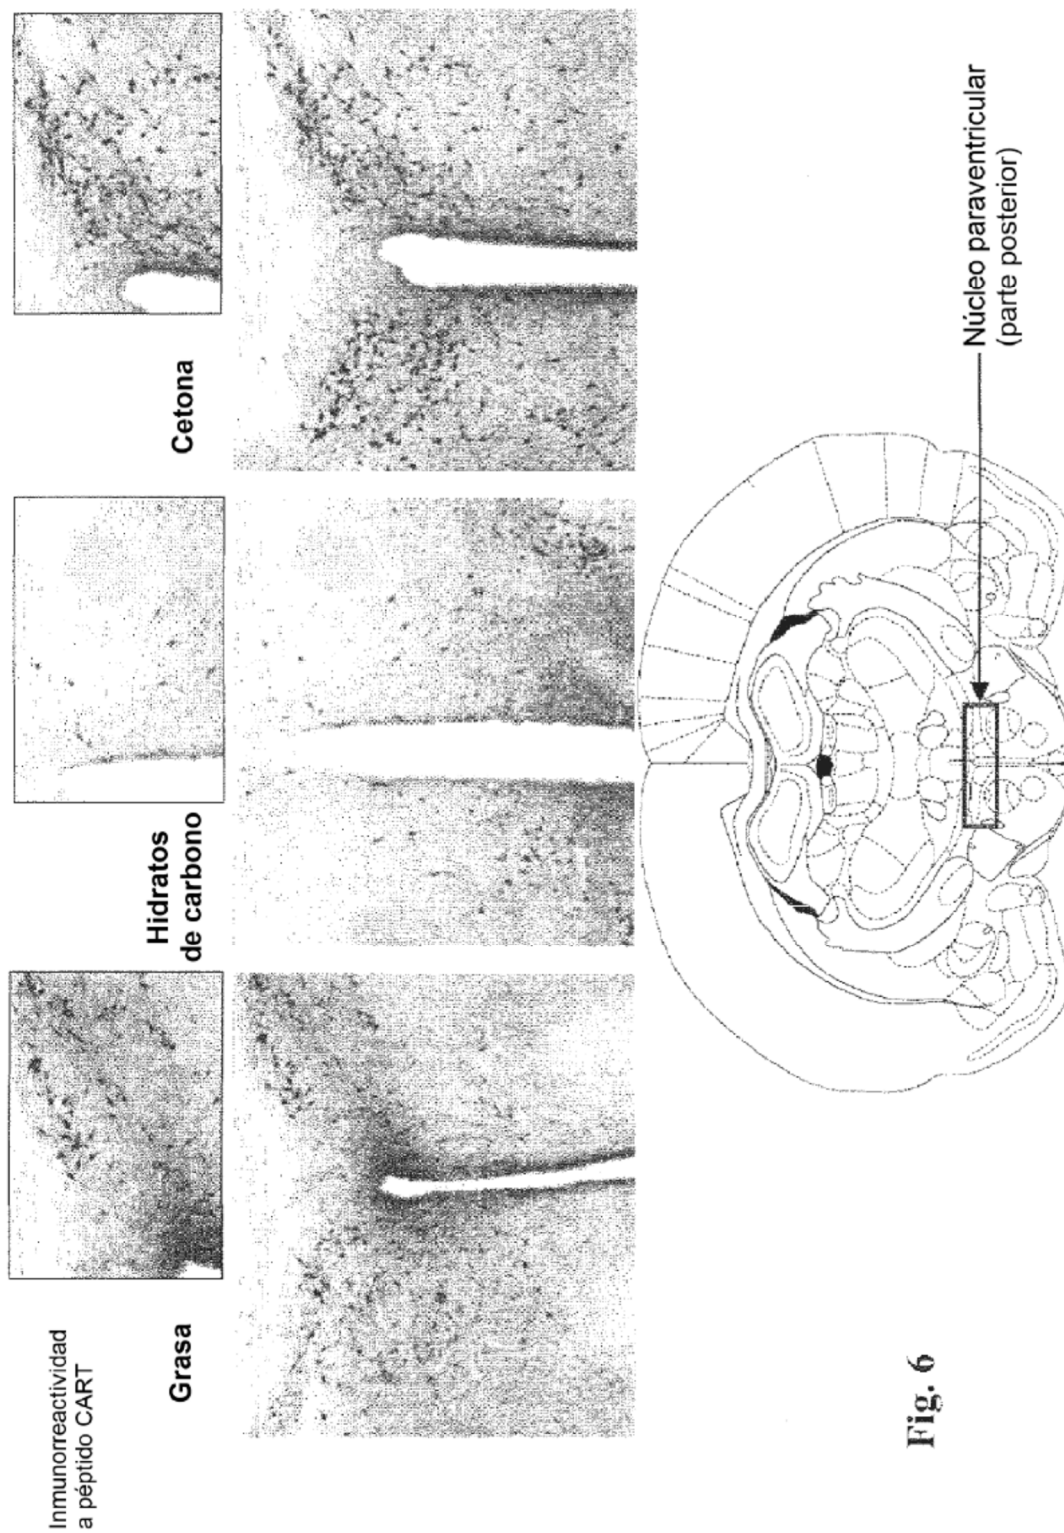 Inmunorreactividad
a péptido CART
Grasa
Hidratos
de carbono
Cetona
Núcleo paraventricular
(parte posterior)
Fig. 6